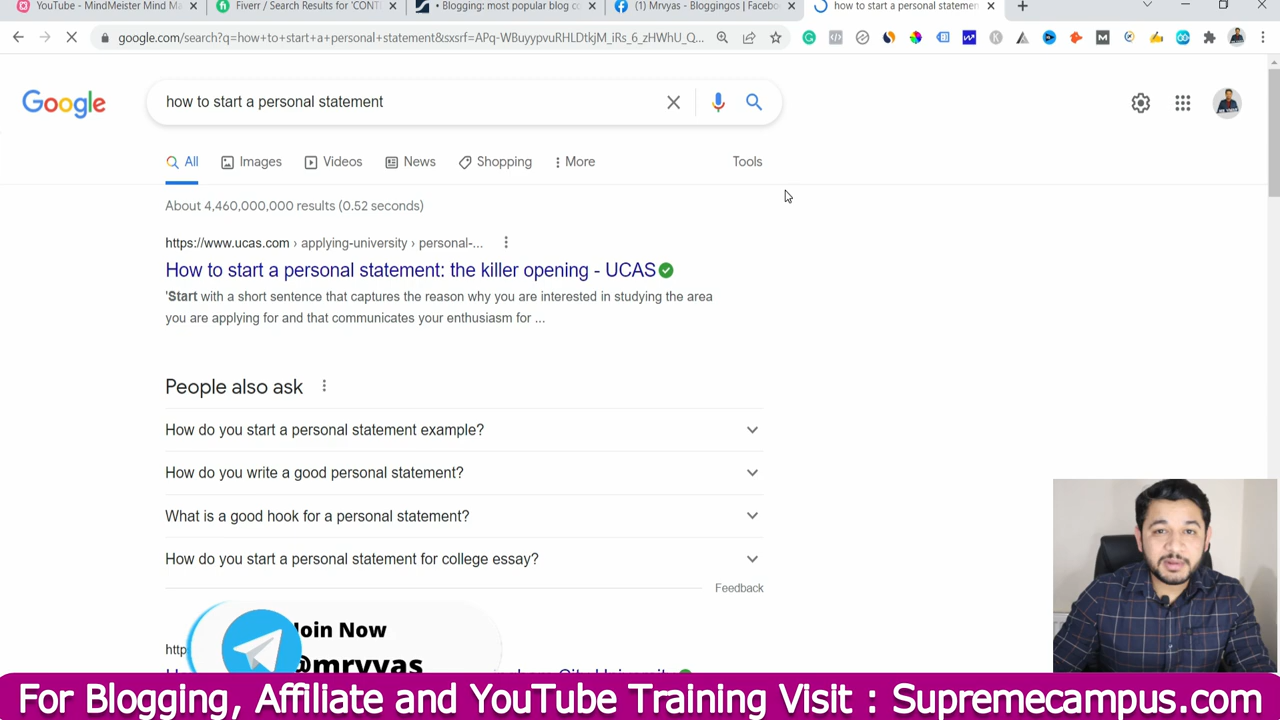 YouTube - MindMeister Mind Ma
Fiverr / Search Results for 'CONT
• Blogging: most popular blog co
(1) Mrvyas - Bloggingos | Facebo
how to start a personal statemen
google.com/search?q=how+to+start+a+personal+statement&sxsrf=APq-WBuyypvuRHLDtkjM_iRs_6_zHWhU_Q...
Google
how to start a personal statement
All
Images
Videos
News
Shopping
More
Tools
About 4,460,000,000 results (0.52 seconds)
https://www.ucas.com › applying-university › personal-...
How to start a personal statement: the killer opening - UCAS
'Start with a short sentence that captures the reason why you are interested in studying the area
you are applying for and that communicates your enthusiasm for ...
People also ask
How do you start a personal statement example?
How do you write a good personal statement?
What is a good hook for a personal statement?
How do you start a personal statement for college essay?
Feedback
http
Join Now
@mrvyas
For Blogging, Affiliate and YouTube Training Visit : Supremecampus.com